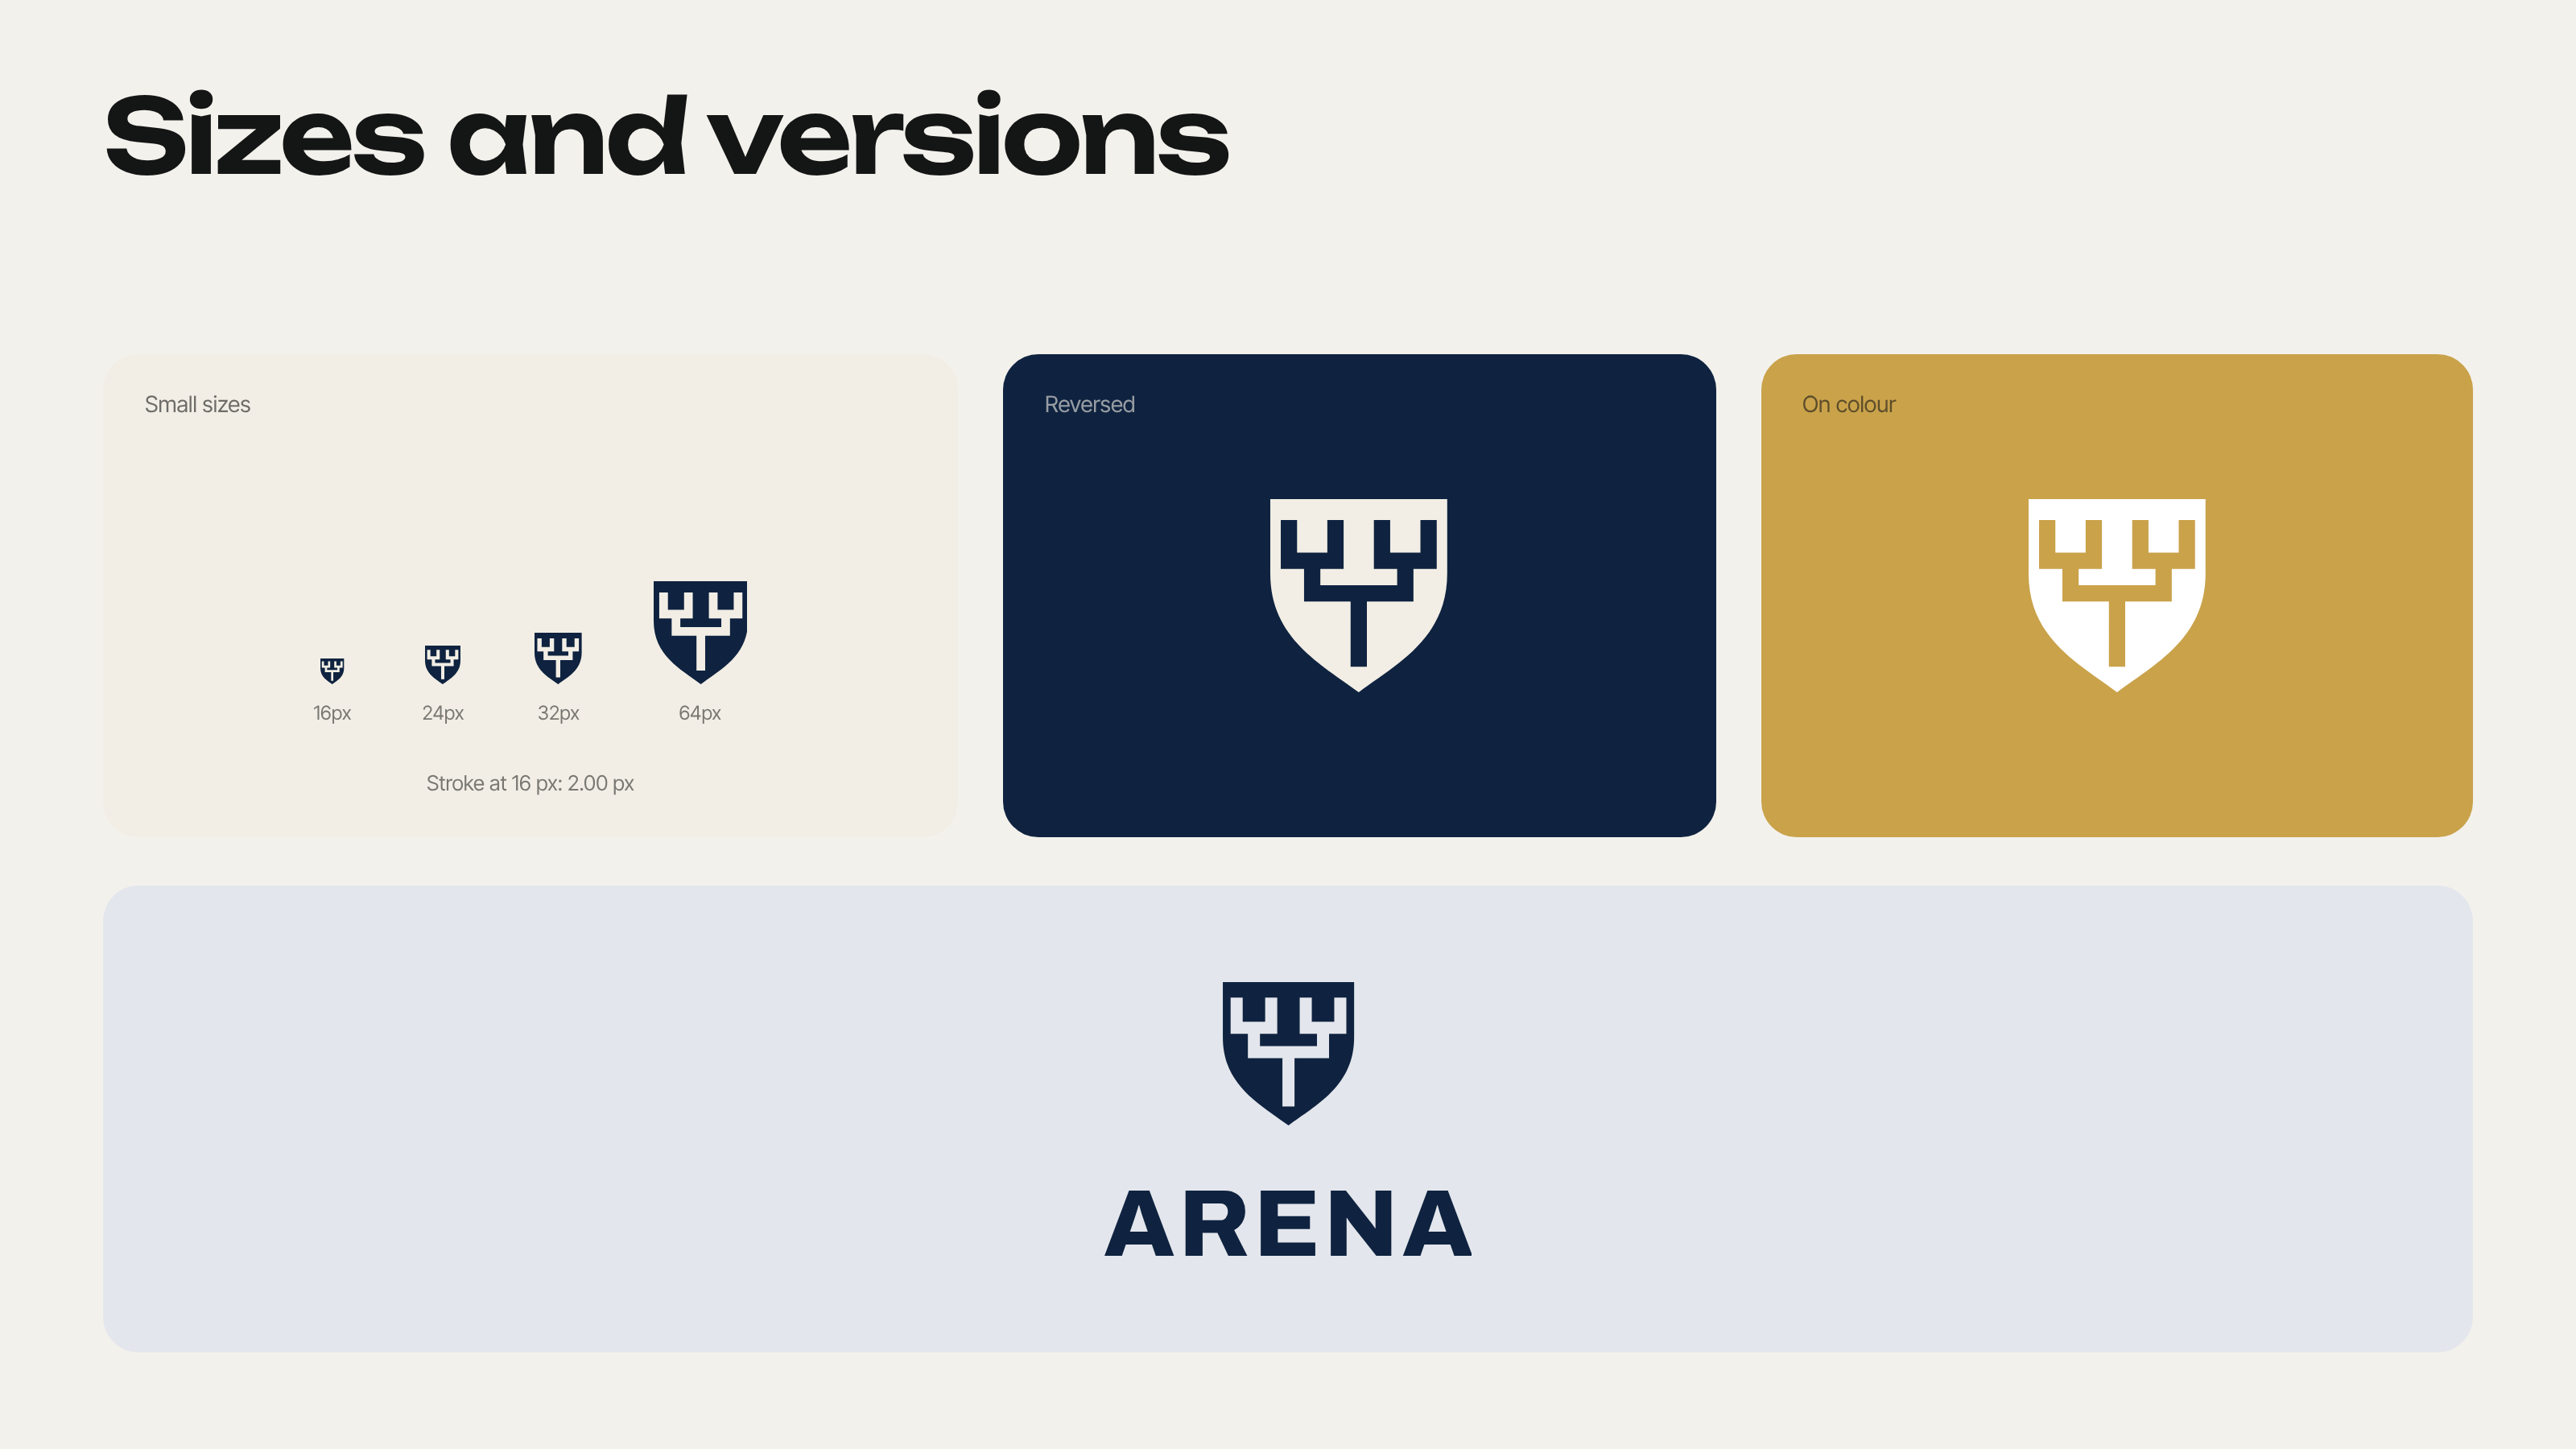 Sizes and versions
Small sizes
16px
24px
32px
64px
Stroke at 16 px: 2.00 px
Reversed
On colour
ARENA